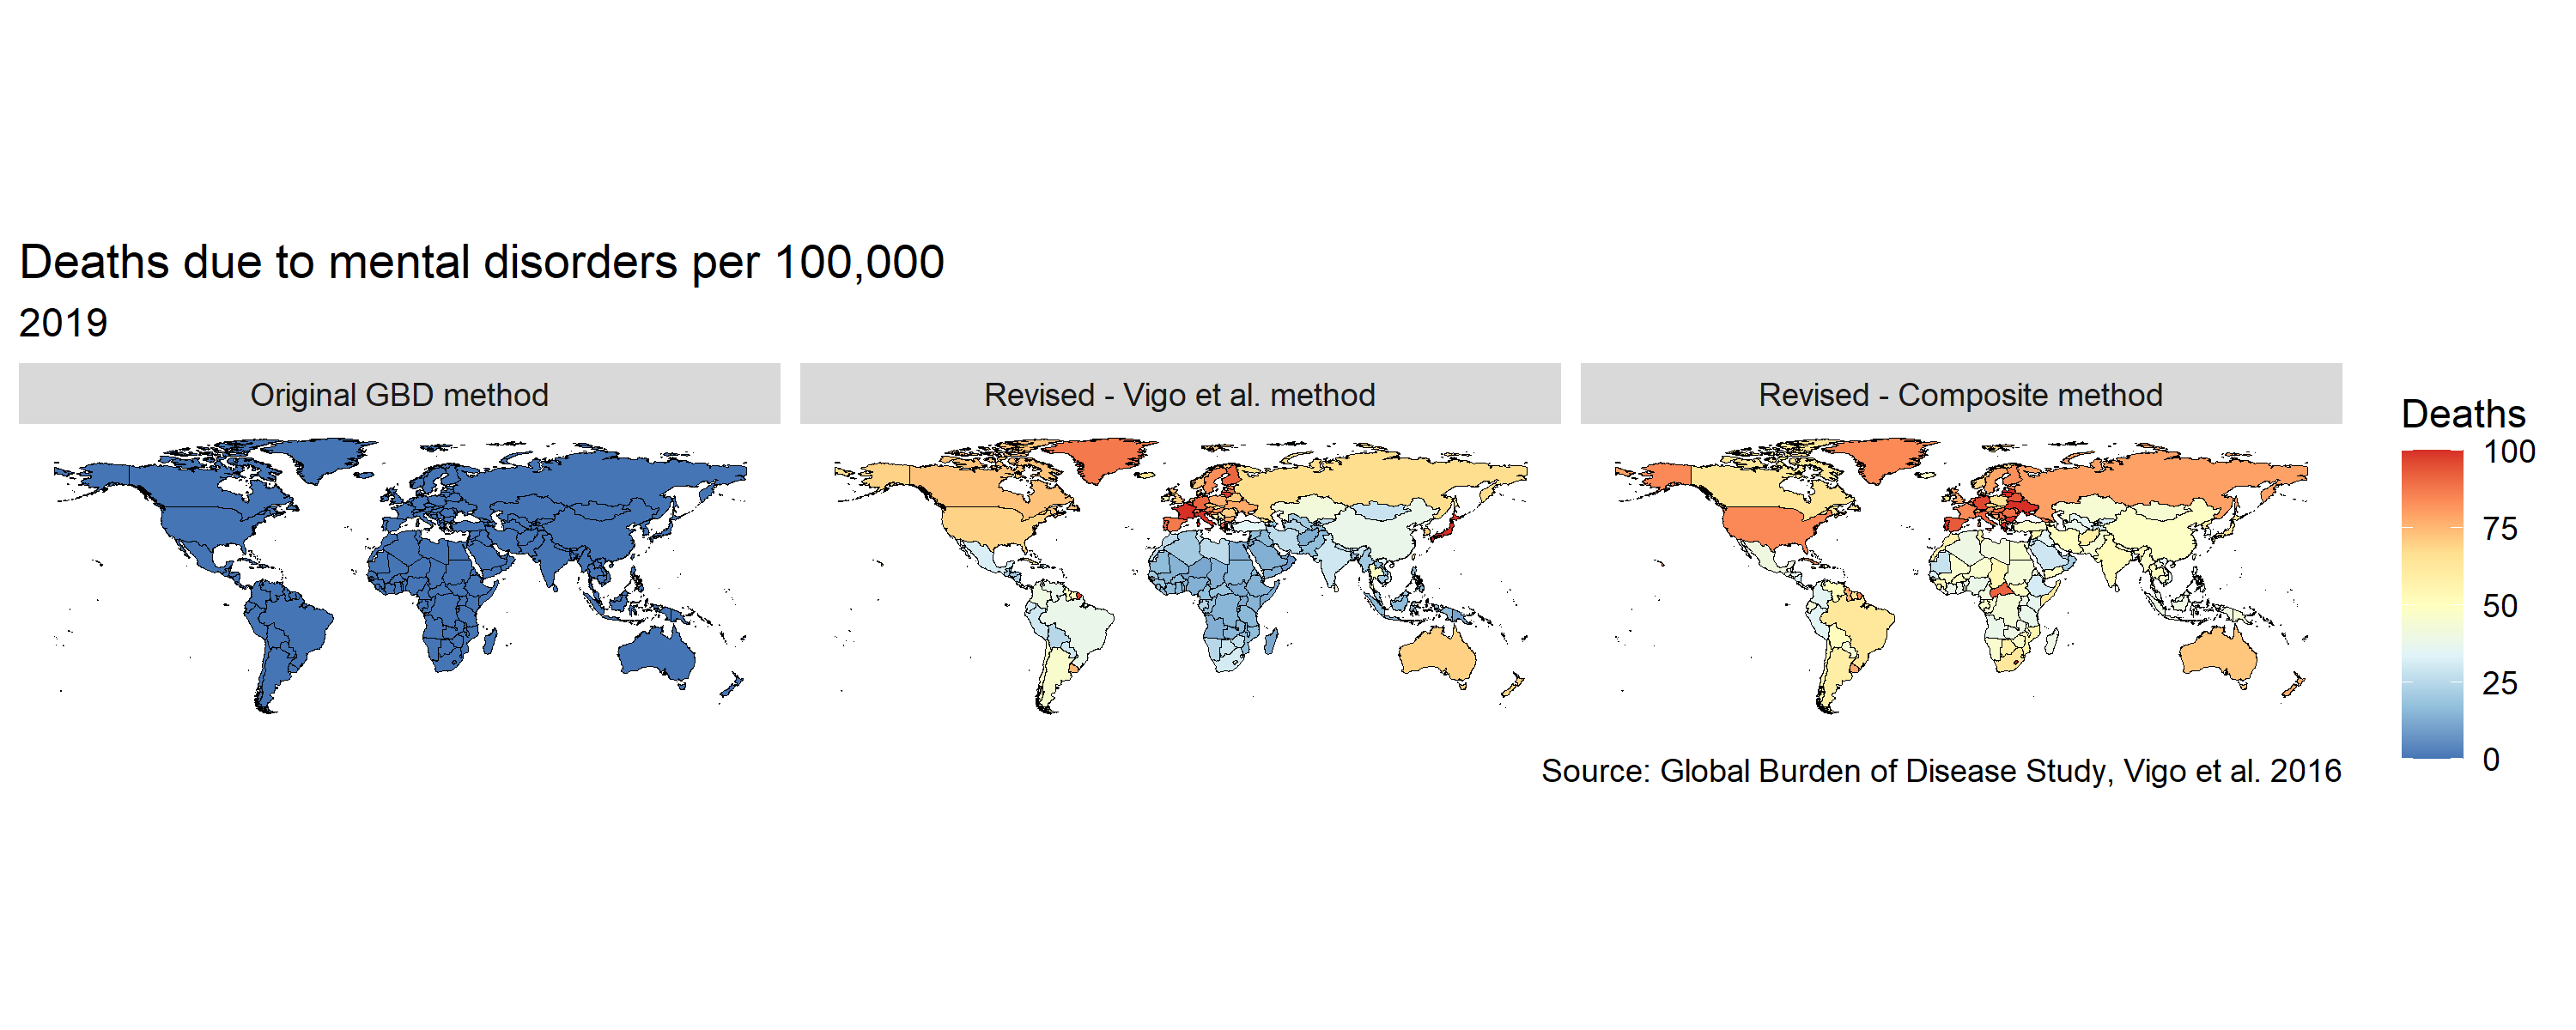 Deaths due to mental disorders per 100,000
2019
Original GBD method
Revised - Vigo et al. method
Revised - Composite method
Deaths
100
75
50
25
0
Source: Global Burden of Disease Study, Vigo et al. 2016